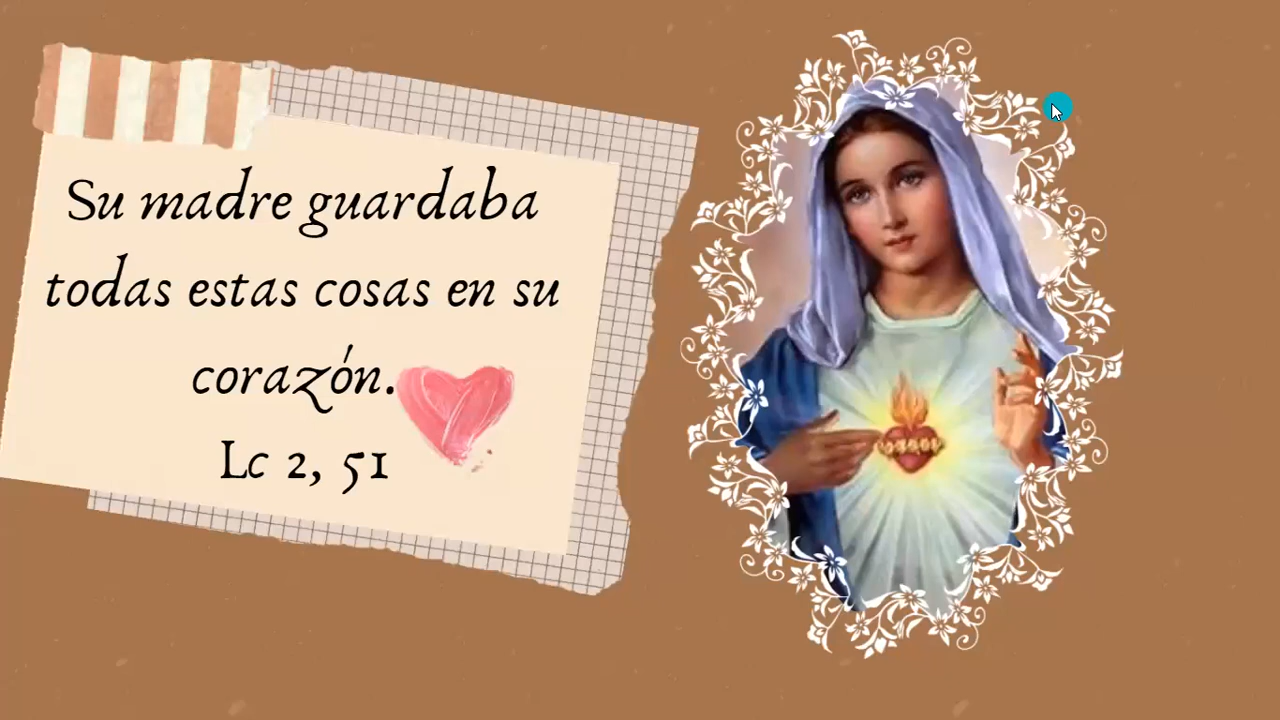 Su madre guardaba
todas estas cosas en su
corazón.
Lc 2, 51